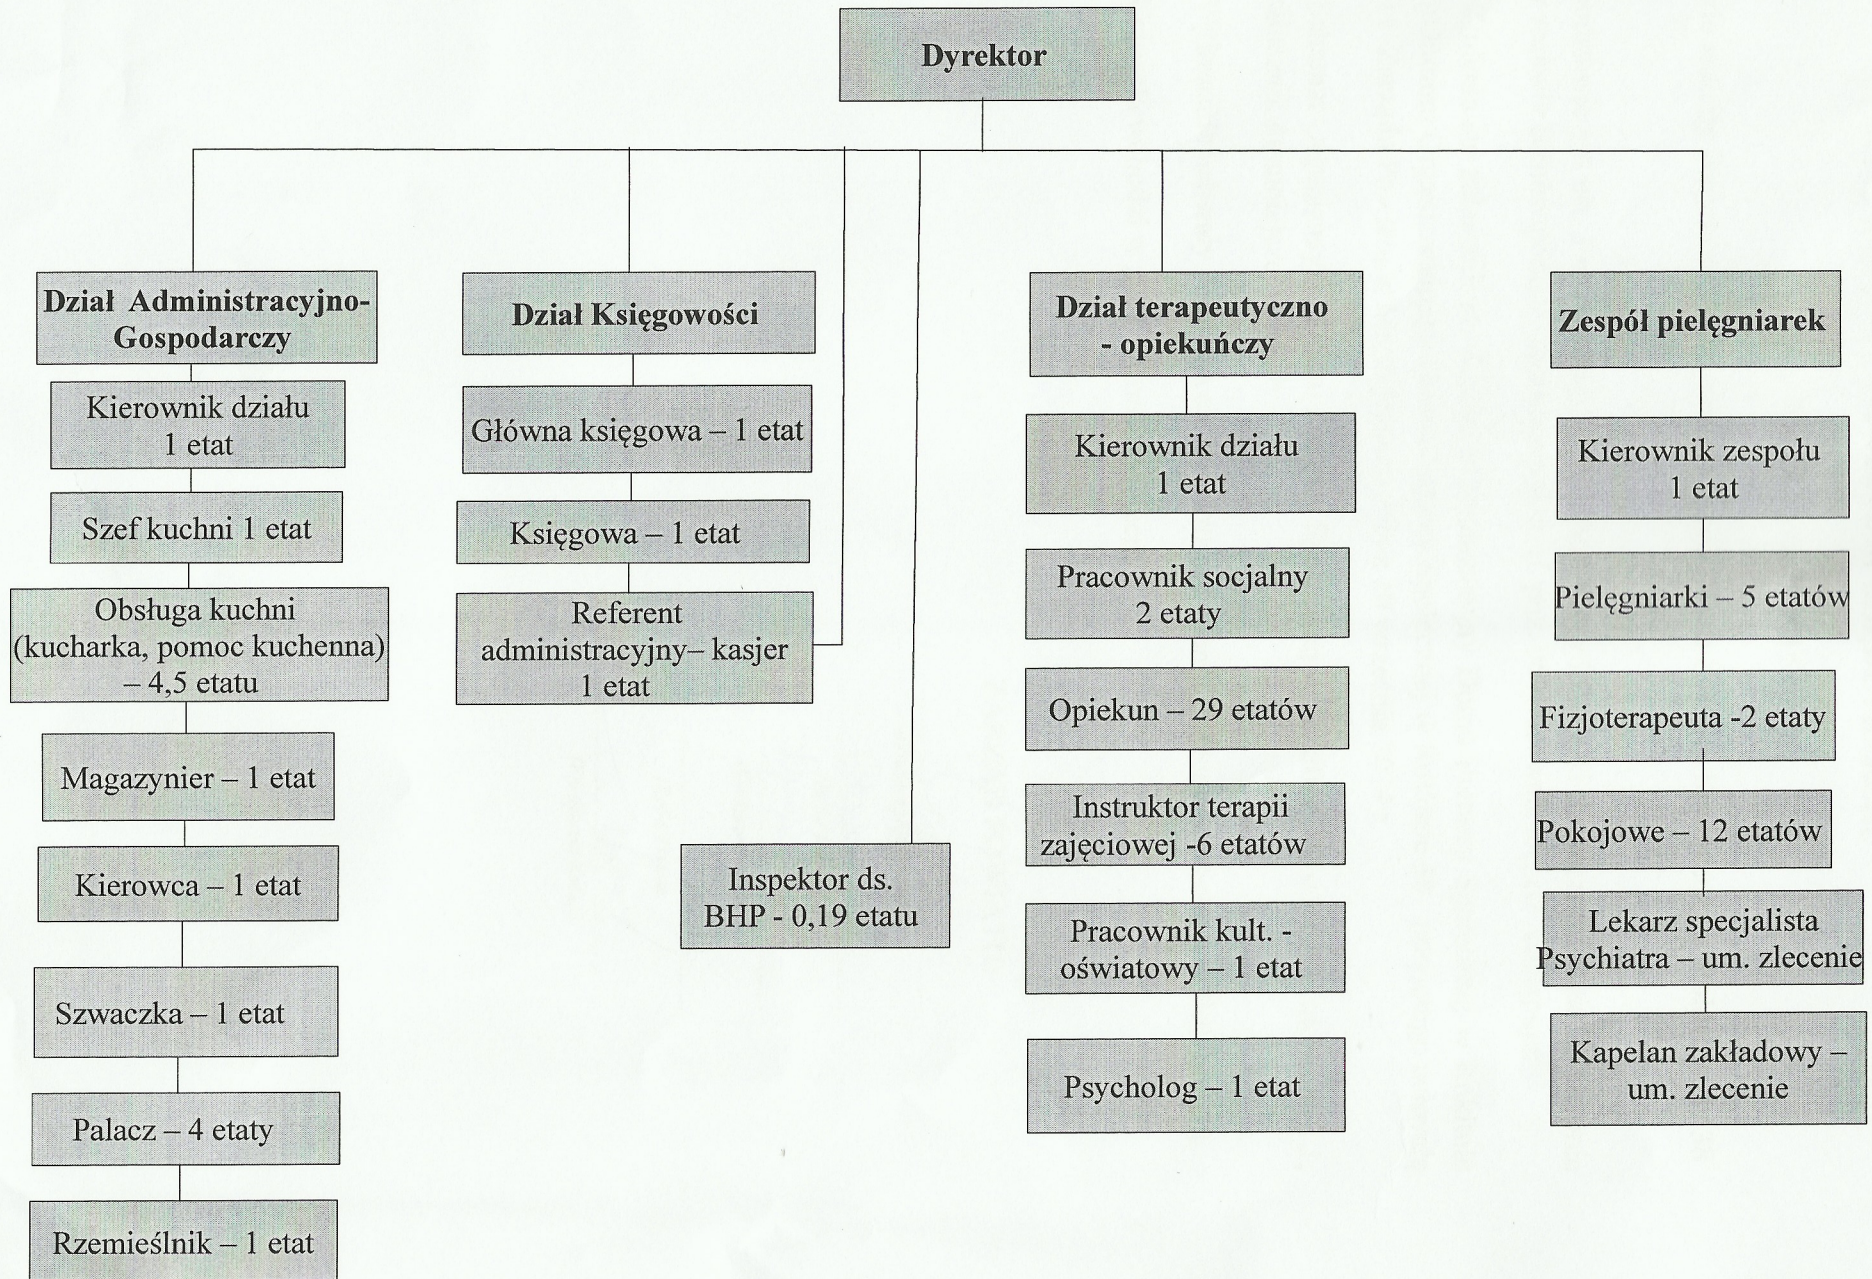 Dyrektor
Dział Administracyjno-
Gospodarczy
Kierownik działu
1 etat
Szef kuchni 1 etat
Obsługa kuchni
(kucharka, pomoc kuchenna)
– 4,5 etatu
Magazynier – 1 etat
Kierowca – 1 etat
Szwaczka – 1 etat
Palacz – 4 etaty
Rzemieślnik – 1 etat
Dział Księgowości
Główna księgowa – 1 etat
Księgowa – 1 etat
Referent
administracyjny– kasjer
1 etat
Inspektor ds.
BHP - 0,19 etatu
Dział terapeutyczno
- opiekuńczy
Kierownik działu
1 etat
Pracownik socjalny
2 etaty
Opiekun – 29 etatów
Instruktor terapii
zajęciowej -6 etatów
Pracownik kult. -
oświatowy – 1 etat
Psycholog – 1 etat
Zespół pielęgniarek
Kierownik zespołu
1 etat
Pielęgniarki – 5 etatów
Fizjoterapeuta -2 etaty
Pokojowe – 12 etatów
Lekarz specjalista
Psychiatra – um. zlecenie
Kapelan zakładowy –
um. zlecenie